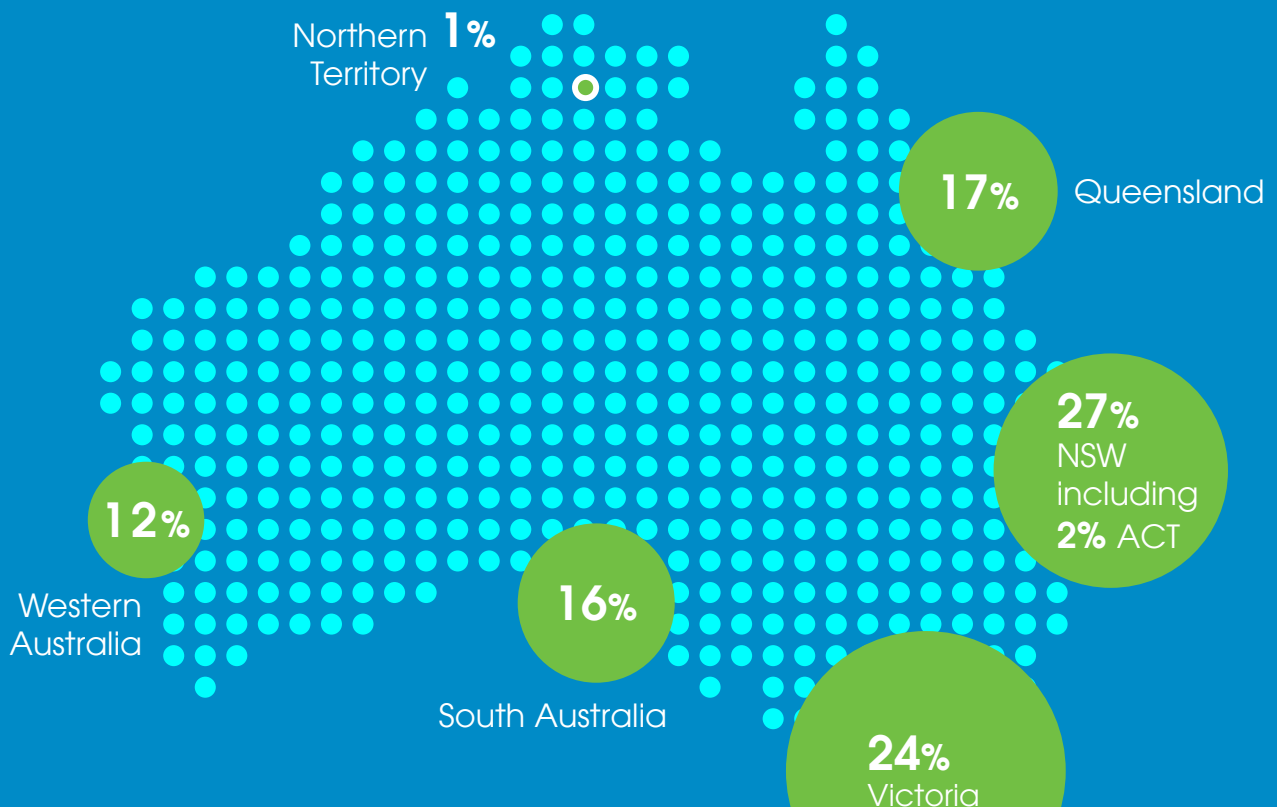 Northern 1%
Territory
17%
Queensland
27%
NSW
including
2% ACT
12%
Western
Australia
16%
South Australia
24%
Victoria